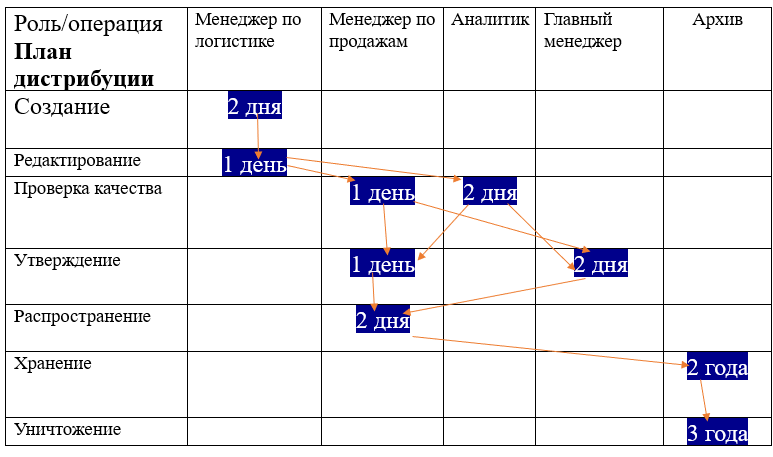 Роль/операция
План
дистрибуции
Менеджер по
логистике
Менеджер по
продажам
Аналитик
Главный
менеджер
Архив
Создание
2 дня
Редактирование
1 день
Проверка качества
1 день
2 дня
Утверждение
1 день
2 дня
Распространение
2 дня
Хранение
2 года
Уничтожение
3 года